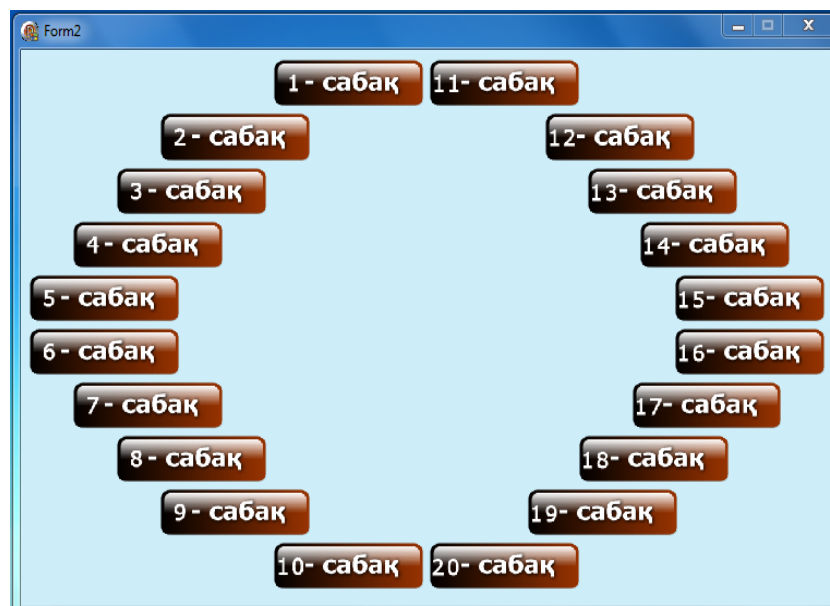 Form2
1- сабақ 11- сабақ
2- сабақ 12- сабақ
3- сабақ 13- сабақ
4- сабақ 14- сабақ
5- сабақ 15- сабақ
6- сабақ 16- сабақ
7- сабақ 17- сабақ
8- сабақ 18- сабақ
9- сабақ 19- сабақ
10- сабақ 20- сабақ